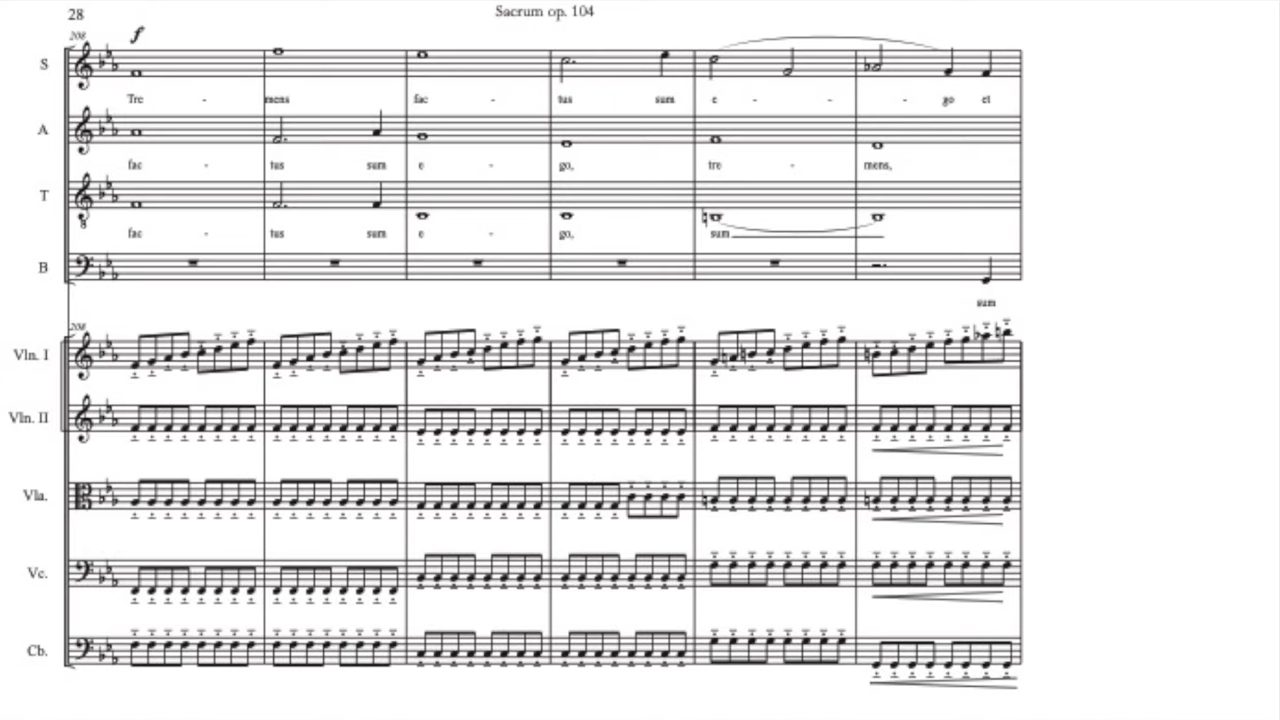 28
Sacrum op. 104
208
f
S
Tre - mens fac - tus sum e - - - go et
A
fac - tus sum e - go, tre - mens,
T
8
fac - tus sum e - go, sum
B
sum
208
Vln. I
Vln. II
Vla.
Vc.
Cb.